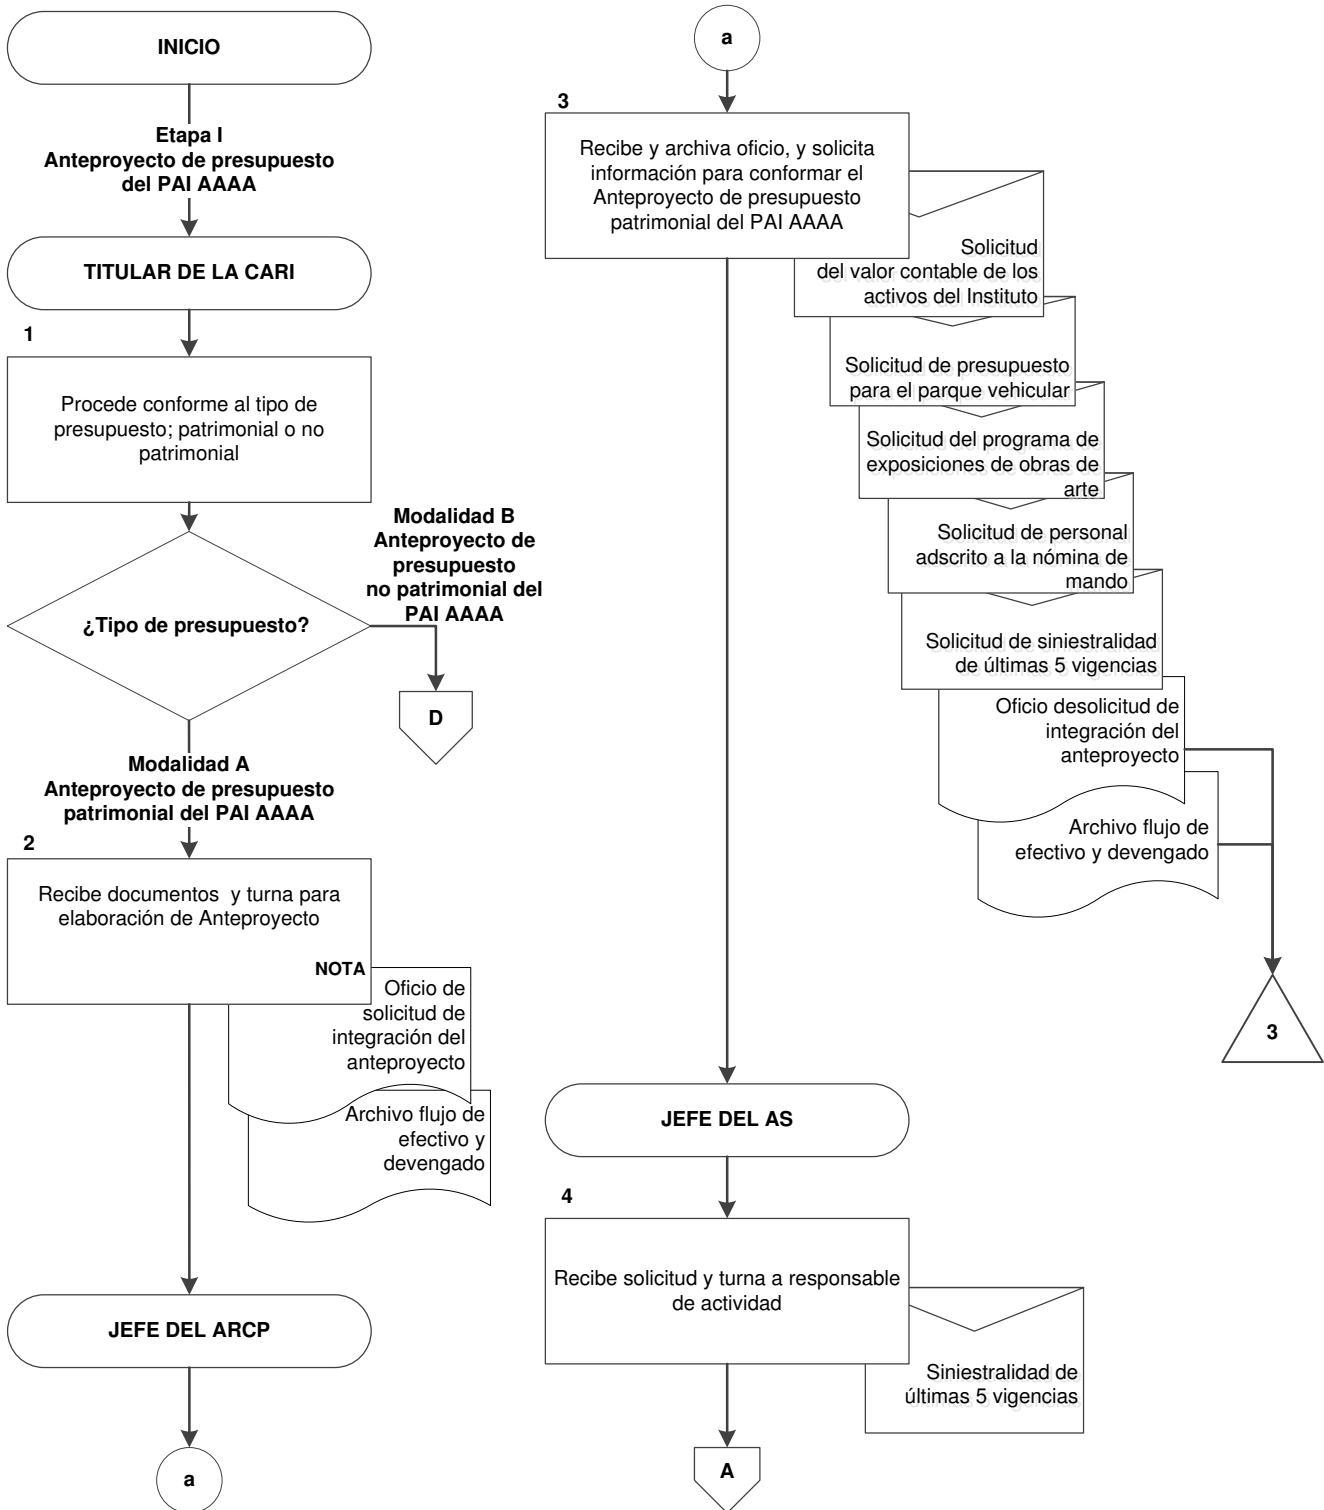 INICIO
Etapa I
Anteproyecto de presupuesto
del PAI AAAA
TITULAR DE LA CARI
1
Procede conforme al tipo de
presupuesto; patrimonial o no
patrimonial
¿Tipo de presupuesto?
Modalidad B
Anteproyecto de
presupuesto
no patrimonial del
PAI AAAA
D
Modalidad A
Anteproyecto de presupuesto
patrimonial del PAI AAAA
2
Recibe documentos y turna para
elaboración de Anteproyecto
NOTA
Oficio de
solicitud de
integración del
anteproyecto
Archivo flujo de
efectivo y
devengado
JEFE DEL ARCP
a
a
3
Recibe y archiva oficio, y solicita
información para conformar el
Anteproyecto de presupuesto
patrimonial del PAI AAAA
Solicitud
del valor contable de los
activos del Instituto
Solicitud de presupuesto
para el parque vehicular
Solicitud del programa de
exposiciones de obras de
arte
Solicitud de personal
adscrito a la nómina de
mando
Solicitud de siniestralidad
de últimas 5 vigencias
Oficio desolicitud de
integración del
anteproyecto
Archivo flujo de
efectivo y devengado
3
JEFE DEL AS
4
Recibe solicitud y turna a responsable
de actividad
Siniestralidad de
últimas 5 vigencias
A